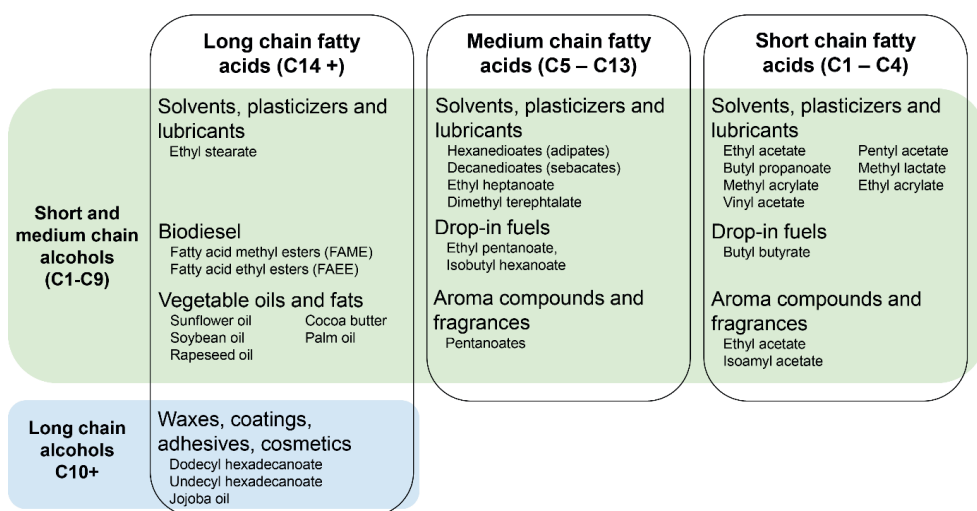 Long chain fatty
acids (C14 +)
Medium chain fatty
acids (C5 – C13)
Short chain fatty
acids (C1 – C4)
Short and
medium chain
alcohols
(C1-C9)
Solvents, plasticizers and
lubricants
Ethyl stearate
Biodiesel
Fatty acid methyl esters (FAME)
Fatty acid ethyl esters (FAEE)
Vegetable oils and fats
Sunflower oil
Soybean oil
Rapeseed oil
Cocoa butter
Palm oil
Solvents, plasticizers and
lubricants
Hexanedioates (adipates)
Decanedioates (sebacates)
Ethyl heptanoate
Dimethyl terephtalate
Drop-in fuels
Ethyl pentanoate,
Isobutyl hexanoate
Aroma compounds and
fragrances
Pentanoates
Solvents, plasticizers and
lubricants
Ethyl acetate
Butyl propanoate
Methyl acrylate
Vinyl acetate
Pentyl acetate
Methyl lactate
Ethyl acrylate
Drop-in fuels
Butyl butyrate
Aroma compounds and
fragrances
Ethyl acetate
Isoamyl acetate
Long chain
alcohols
C10+
Waxes, coatings,
adhesives, cosmetics
Dodecyl hexadecanoate
Undecyl hexadecanoate
Jojoba oil